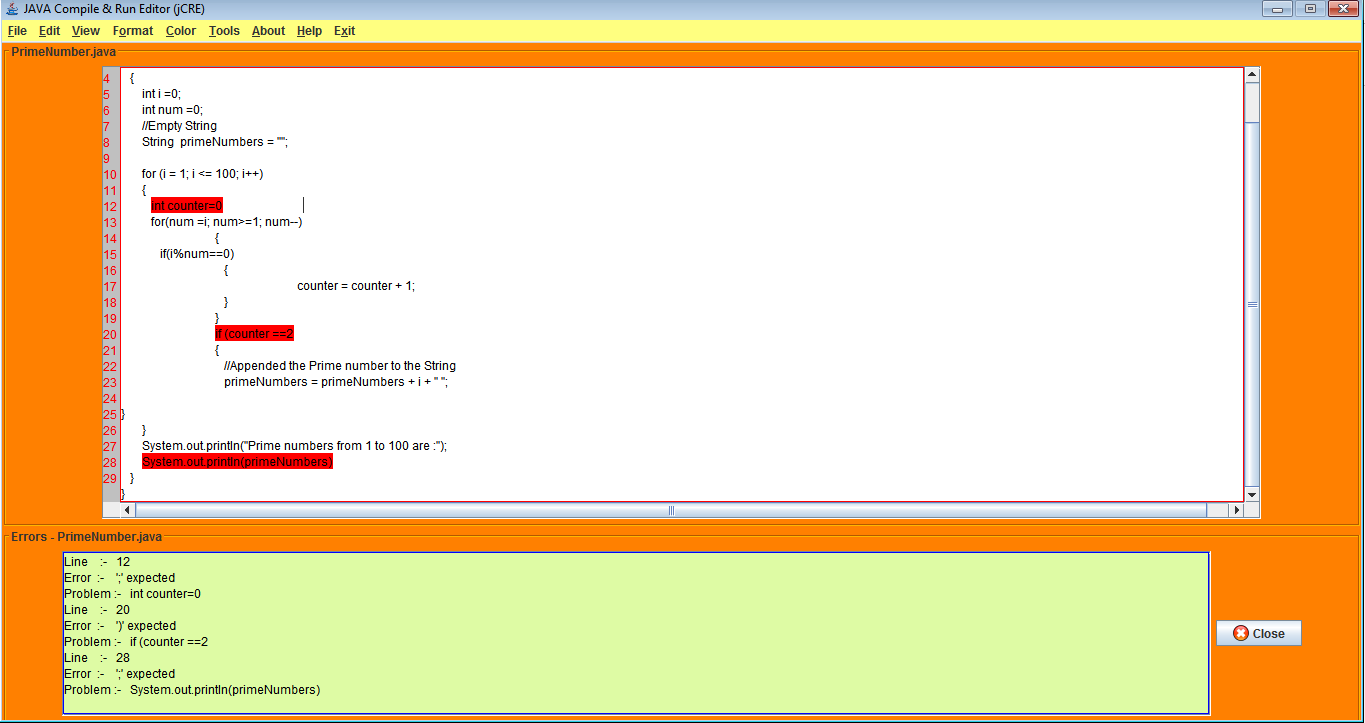 JAVA Compile & Run Editor (jCRE)
File Edit View Format Color Tools About Help Exit
PrimeNumber.java
4 {
5 int i =0;
6 int num =0;
7 //Empty String
8 String primeNumbers = "";
9
10 for (i = 1; i <= 100; i++)
11 {
12 int counter=0
13 for(num =i; num>=1; num--)
14 {
15 if(i%num==0)
16 {
17 counter = counter + 1;
18 }
19 }
20 if (counter ==2
21 {
22 //Appended the Prime number to the String
23 primeNumbers = primeNumbers + i + " ";
24
25 }
26 }
27 System.out.println("Prime numbers from 1 to 100 are :");
28 System.out.println(primeNumbers)
29 }
}
Errors - PrimeNumber.java
Line :- 12
Error :- ';' expected
Problem :- int counter=0
Line :- 20
Error :- ')' expected
Problem :- if (counter ==2
Line :- 28
Error :- ';' expected
Problem :- System.out.println(primeNumbers)
Close